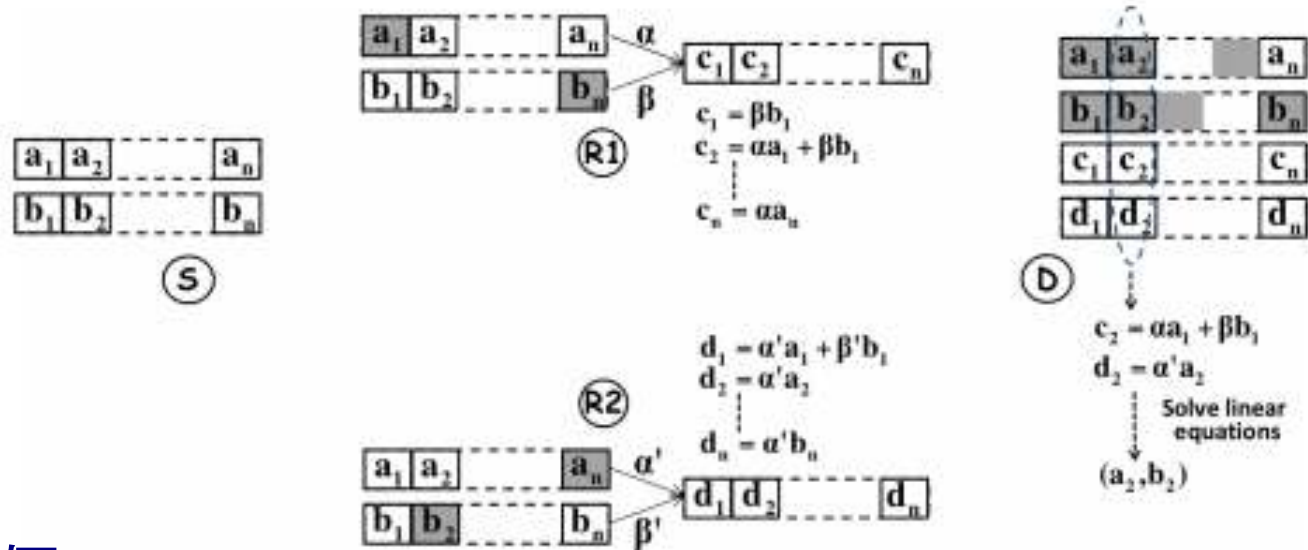 a₁ a₂ aₙ
b₁ b₂ bₙ
S
a₁ a₂ aₙ α
b₁ b₂ bₙ β
R1
c₁ c₂ cₙ
c₁ = βb₁
c₂ = αa₁ + βb₁
cₙ = αaₙ
R2
d₁ = α'a₁ + β'b₁
d₂ = α'a₂
dₙ = α'bₙ
a₁ a₂ aₙ α'
b₁ b₂ bₙ β'
d₁ d₂ dₙ
a₁ a₂ aₙ
b₁ b₂ bₙ
c₁ c₂ cₙ
d₁ d₂ dₙ
D
c₂ = αa₁ + βb₁
d₂ = α'a₂
Solve linear
equations
(a₂,b₂)